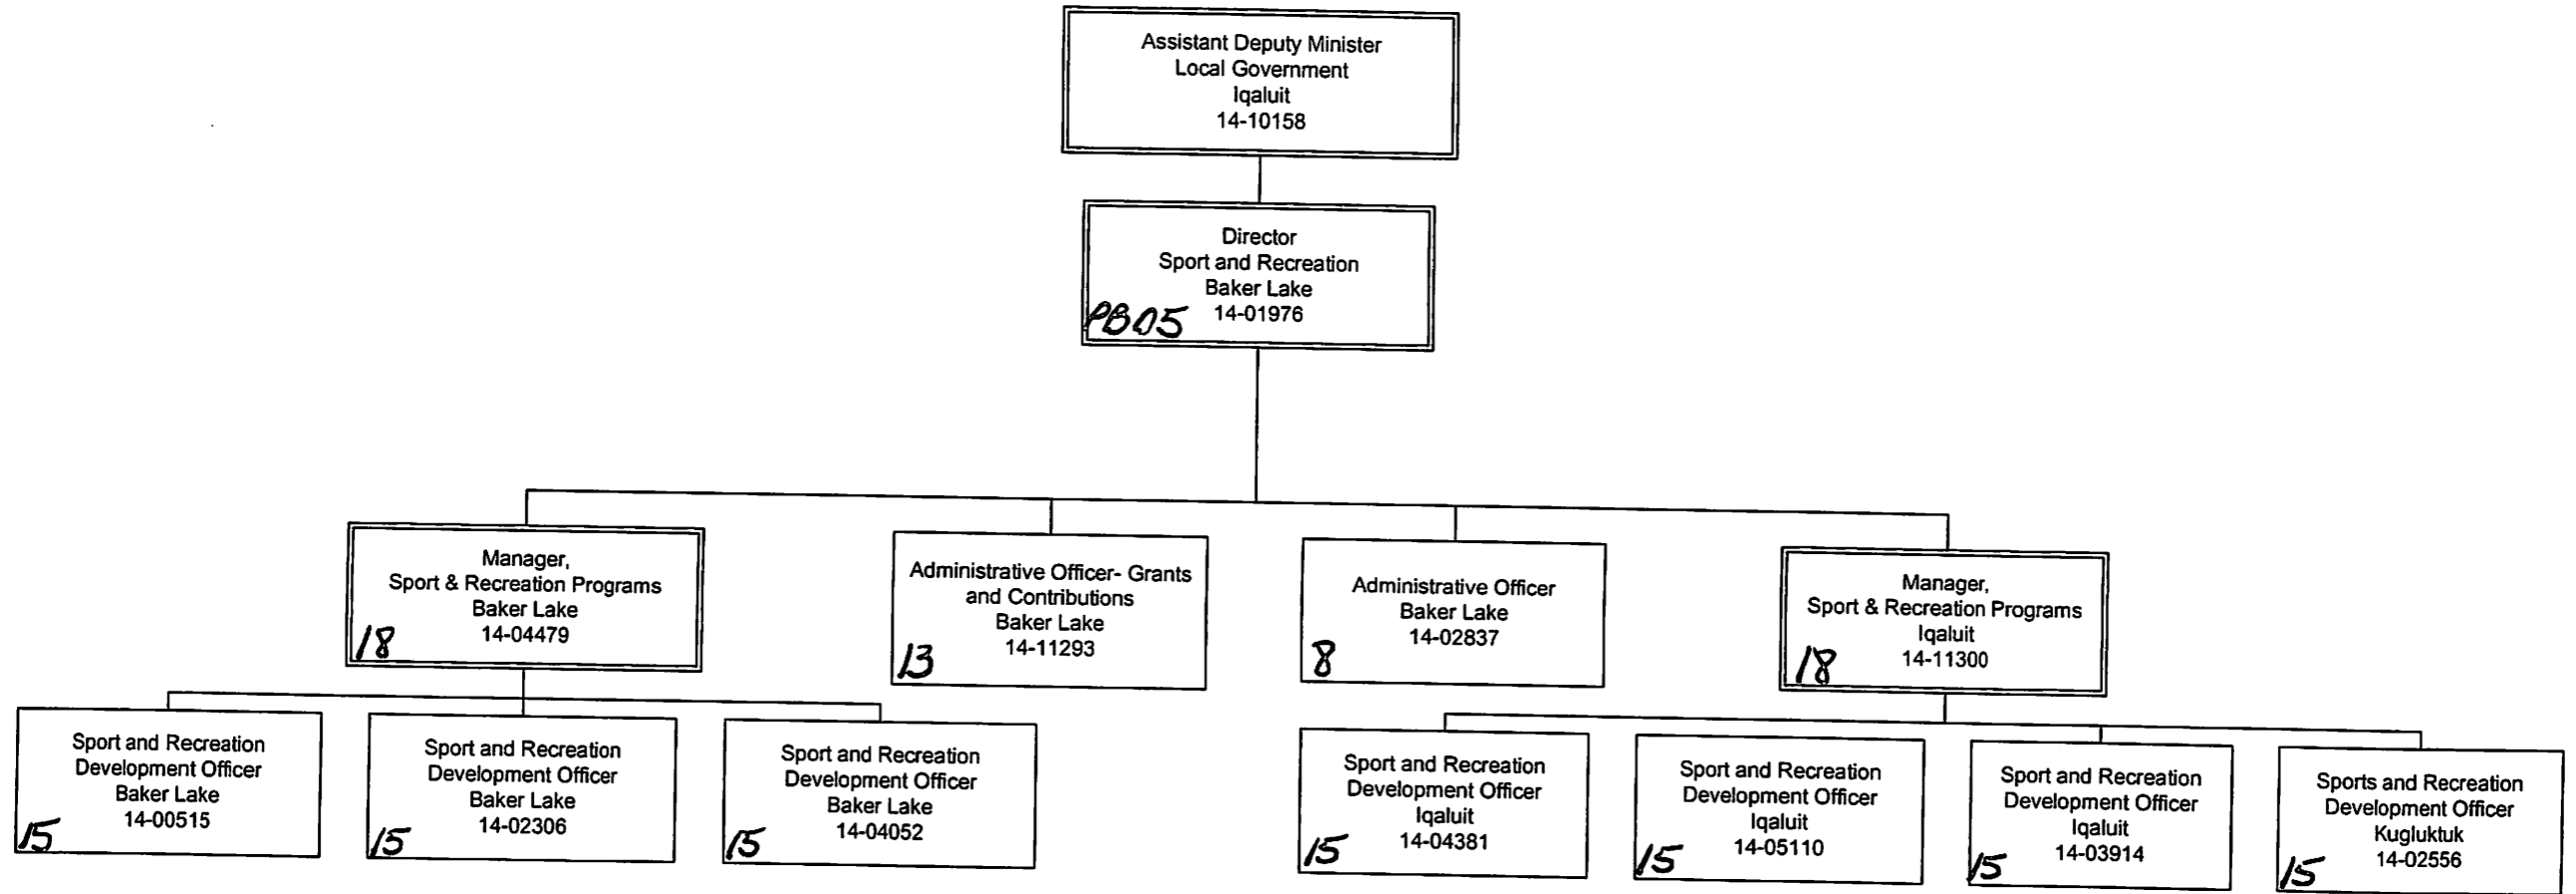 Assistant Deputy Minister
Local Government
Iqaluit
14-10158
Director
Sport and Recreation
Baker Lake
14-01976
PB05
Manager,
Sport & Recreation Programs
Baker Lake
14-04479
18
Administrative Officer- Grants
and Contributions
Baker Lake
14-11293
13
Administrative Officer
Baker Lake
14-02837
8
Manager,
Sport & Recreation Programs
Iqaluit
14-11300
18
Sport and Recreation
Development Officer
Baker Lake
14-00515
15
Sport and Recreation
Development Officer
Baker Lake
14-02306
15
Sport and Recreation
Development Officer
Baker Lake
14-04052
15
Sport and Recreation
Development Officer
Iqaluit
14-04381
15
Sport and Recreation
Development Officer
Iqaluit
14-05110
15
Sport and Recreation
Development Officer
Iqaluit
14-03914
15
Sports and Recreation
Development Officer
Kugluktuk
14-02556
15